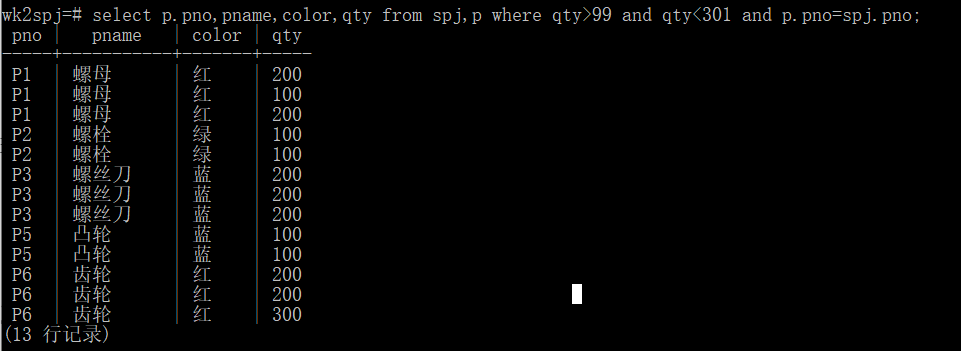 wk2spj=# select p.pno,pname,color,qty from spj,p where qty>99 and qty<301 and p.pno=spj.pno;
 pno |   pname   | color | qty
-----+-----------+-------+-----
 P1  | 螺母      | 红    | 200
 P1  | 螺母      | 红    | 100
 P1  | 螺母      | 红    | 200
 P2  | 螺栓      | 绿    | 100
 P2  | 螺栓      | 绿    | 100
 P3  | 螺丝刀    | 蓝    | 200
 P3  | 螺丝刀    | 蓝    | 200
 P3  | 螺丝刀    | 蓝    | 200
 P5  | 凸轮      | 蓝    | 100
 P5  | 凸轮      | 蓝    | 100
 P6  | 齿轮      | 红    | 200
 P6  | 齿轮      | 红    | 200
 P6  | 齿轮      | 红    | 300
(13 行记录)